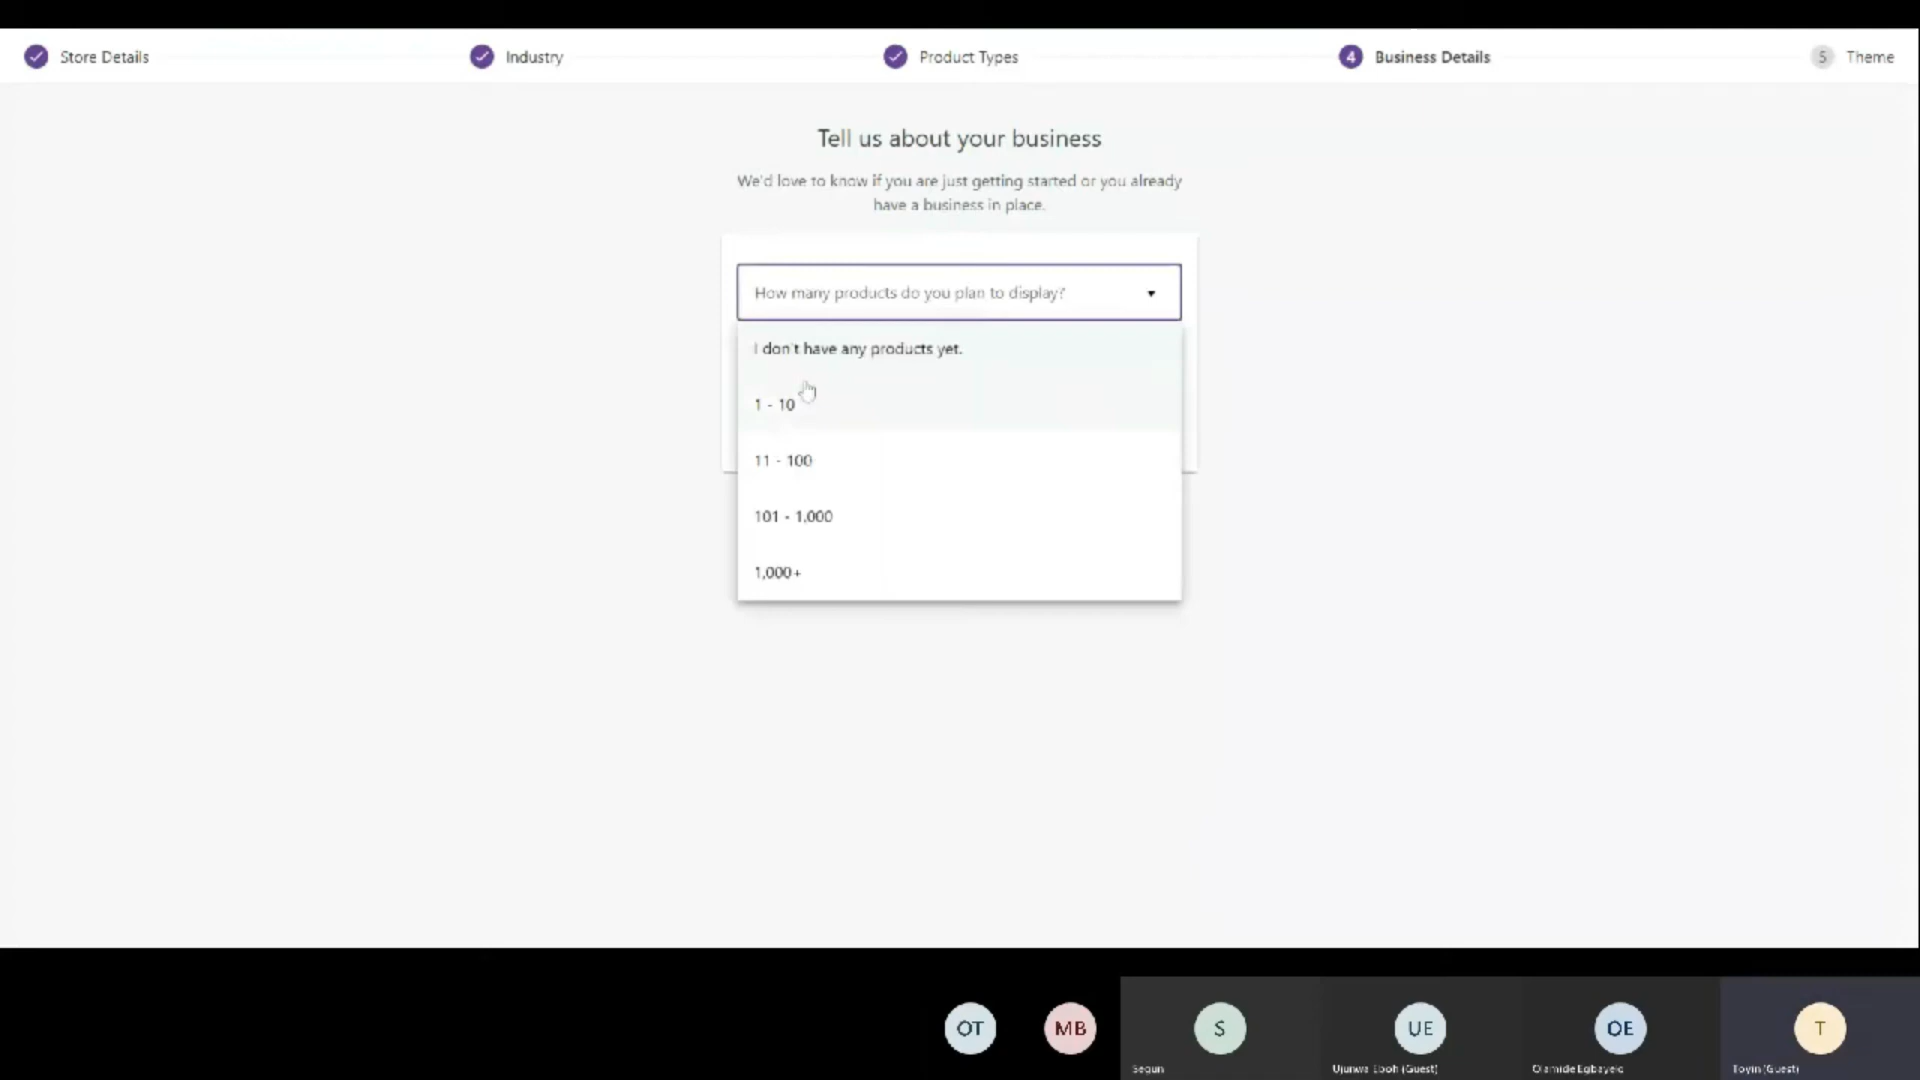 Store Details
Industry
Product Types
4 Business Details
5 Theme
Tell us about your business
We'd love to know if you are just getting started or you already
have a business in place.
How many products do you plan to display?
I don't have any products yet.
1 - 10
11 - 100
101 - 1,000
1,000+
OT
MB
S
UE
OE
T
Segun
(Guest)
Olamide Egbayelo
Toyin (Guest)